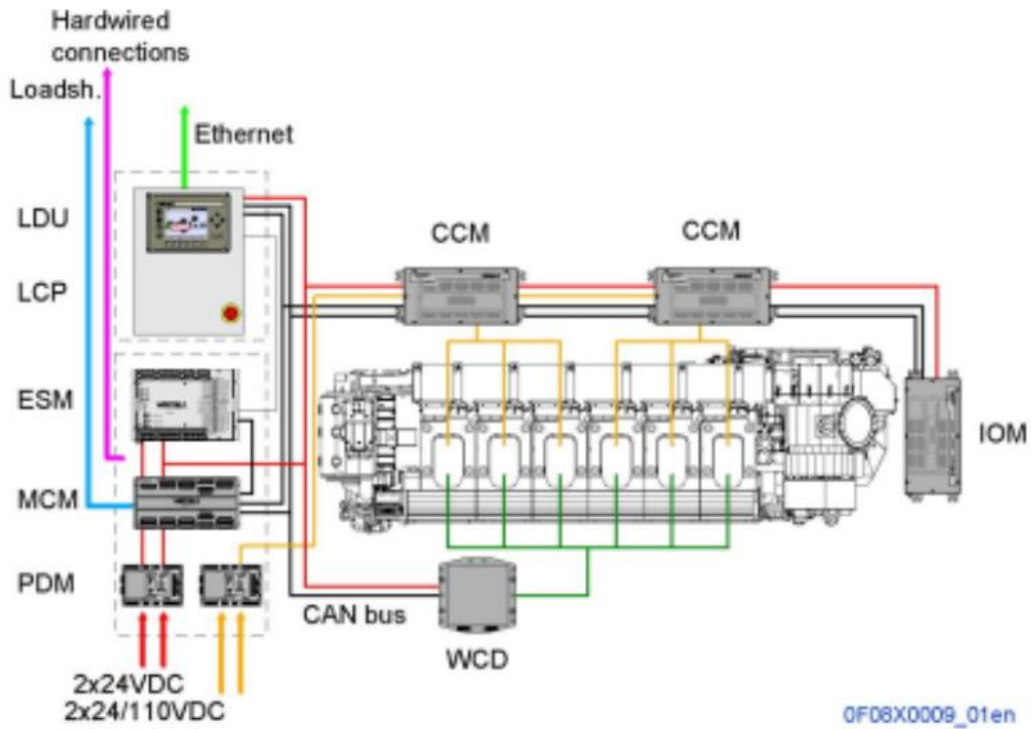 Hardwired
connections
Loadsh.
Ethernet
LDU
CCM
CCM
LCP
ESM
IOM
MCM
PDM
CAN bus
WCD
2x24VDC
2x24/110VDC
0F08X0009_01en